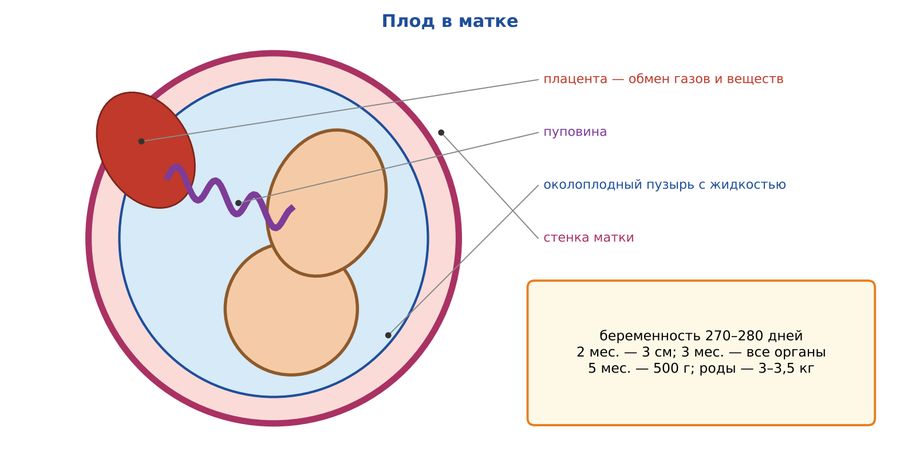 Плод в матке
плацента — обмен газов и веществ
пуповина
околоплодный пузырь с жидкостью
стенка матки
беременность 270–280 дней
2 мес. — 3 см; 3 мес. — все органы
5 мес. — 500 г; роды — 3–3,5 кг